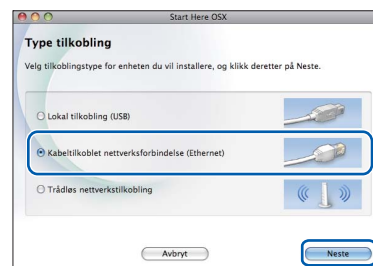 Start Here OSX
Type tilkobling
Velg tilkoblingstype for enheten du vil installere, og klikk deretter på Neste.
Lokal tilkobling (USB)
Kabeltilkoblet nettverksforbindelse (Ethernet)
Trådløs nettverkstilkobling
Avbryt
Neste